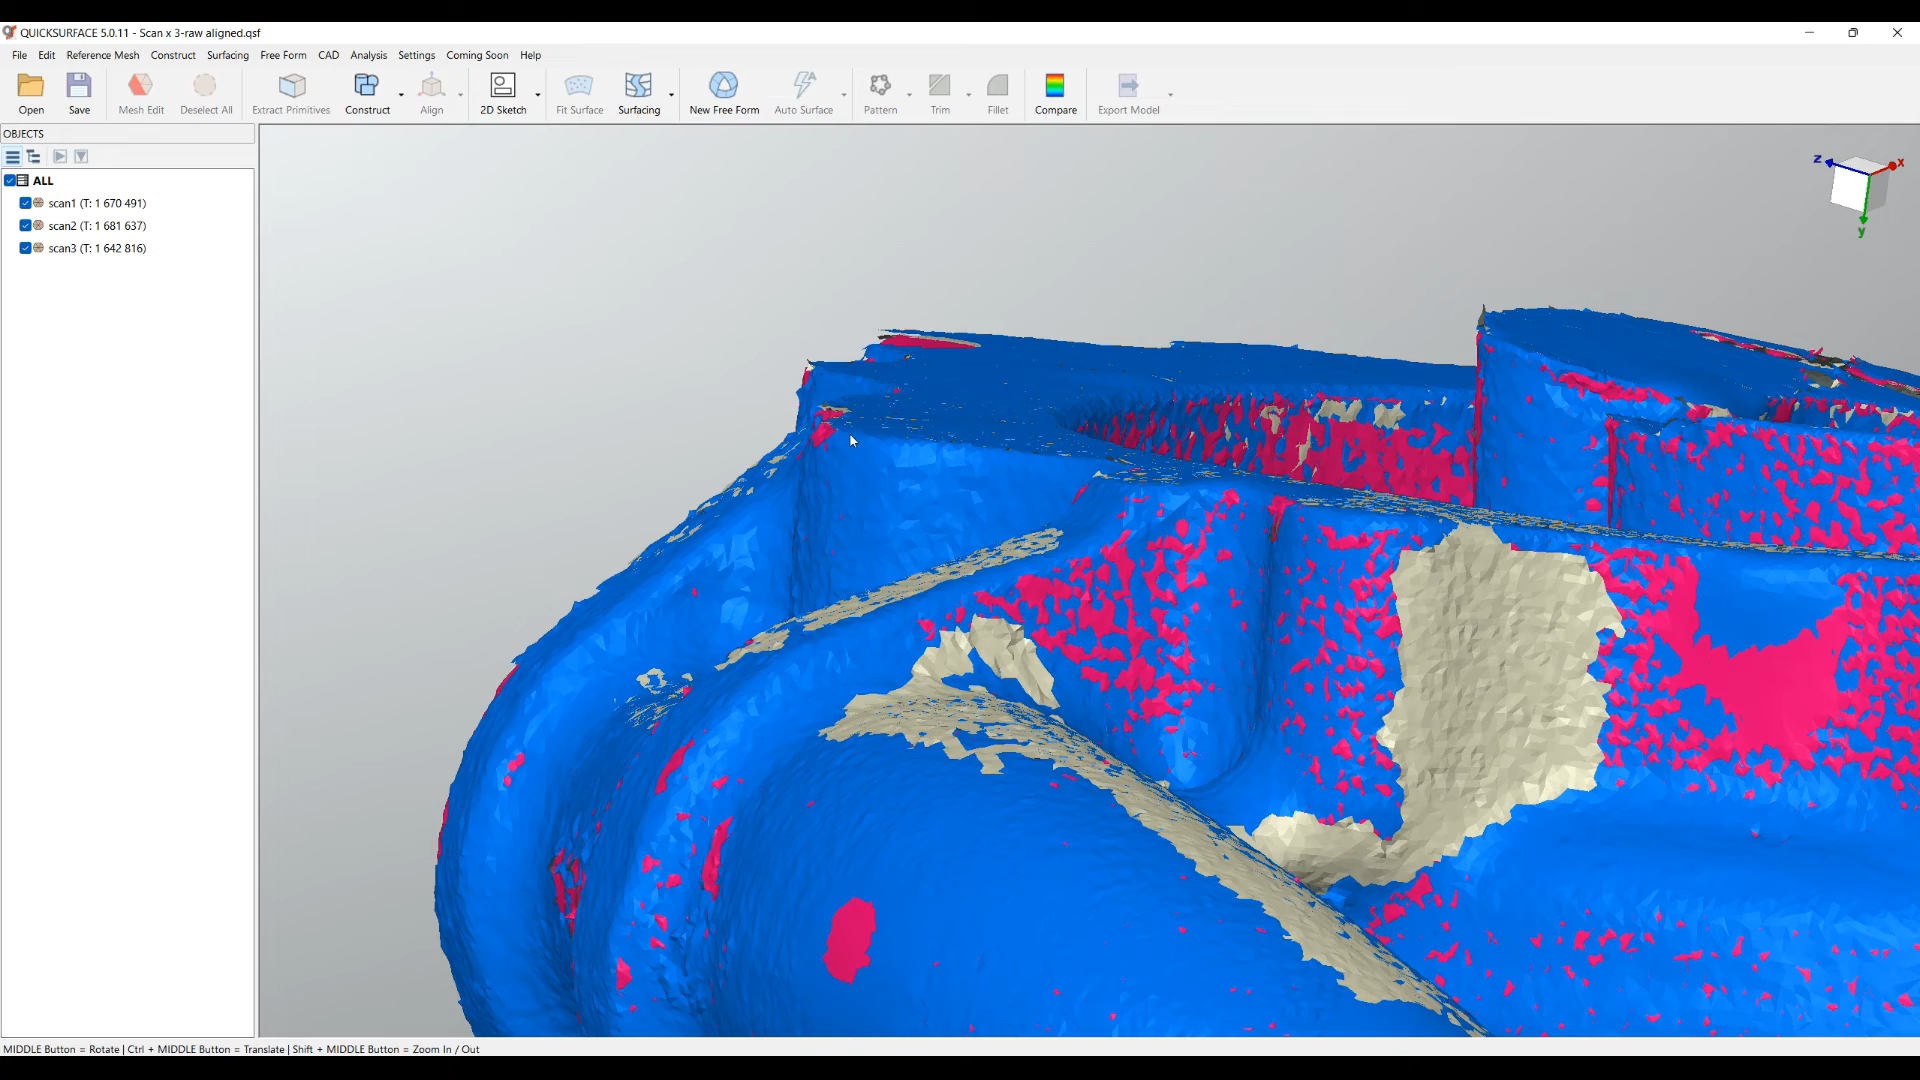 QUICKSURFACE 5.0.11 - Scan x 3-raw aligned.qsf
File Edit Reference Mesh Construct Surfacing Free Form CAD Analysis Settings Coming Soon Help
Open Save Mesh Edit Deselect All Extract Primitives Construct Align 2D Sketch Fit Surface Surfacing New Free Form Auto Surface Pattern Trim Fillet Compare Export Model
OBJECTS
ALL
scan1 (T: 1 670 491)
scan2 (T: 1 681 637)
scan3 (T: 1 642 816)
z x
y
MIDDLE Button = Rotate | Ctrl + MIDDLE Button = Translate | Shift + MIDDLE Button = Zoom In / Out